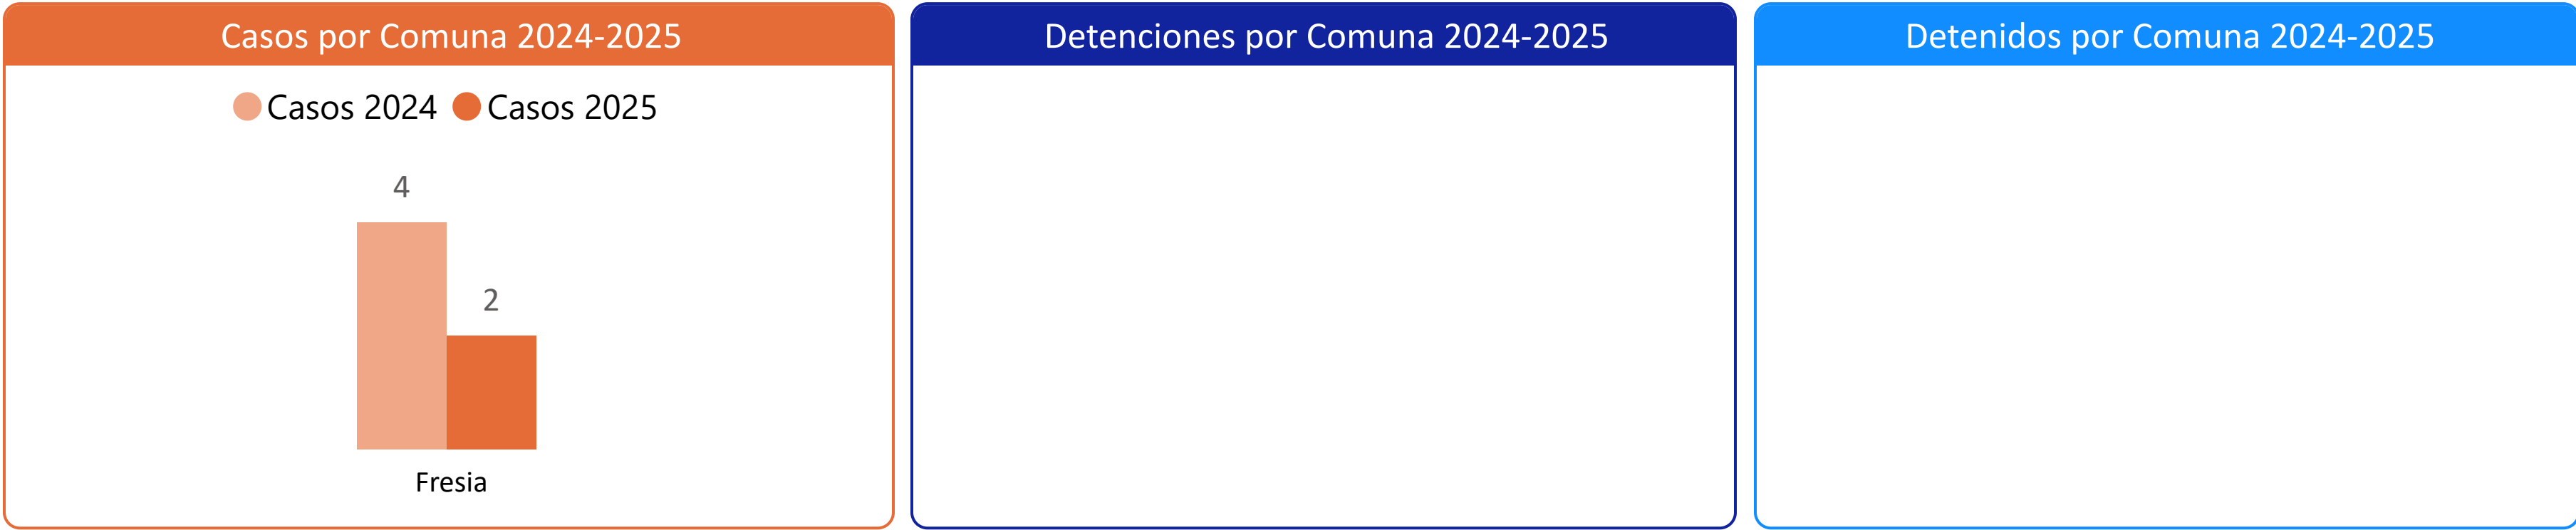 Casos por Comuna 2024-2025
Casos 2024 Casos 2025
4
2
Fresia
Detenciones por Comuna 2024-2025
Detenidos por Comuna 2024-2025